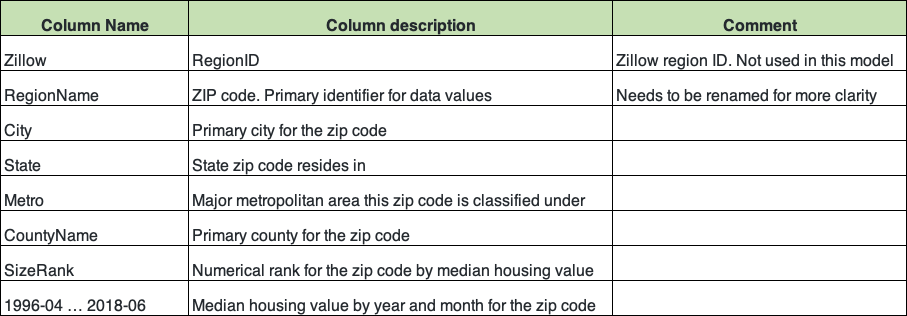 Column Name Column description Comment
Zillow RegionID Zillow region ID. Not used in this model
RegionName ZIP code. Primary identifier for data values Needs to be renamed for more clarity
City Primary city for the zip code
State State zip code resides in
Metro Major metropolitan area this zip code is classified under
CountyName Primary county for the zip code
SizeRank Numerical rank for the zip code by median housing value
1996-04 … 2018-06 Median housing value by year and month for the zip code